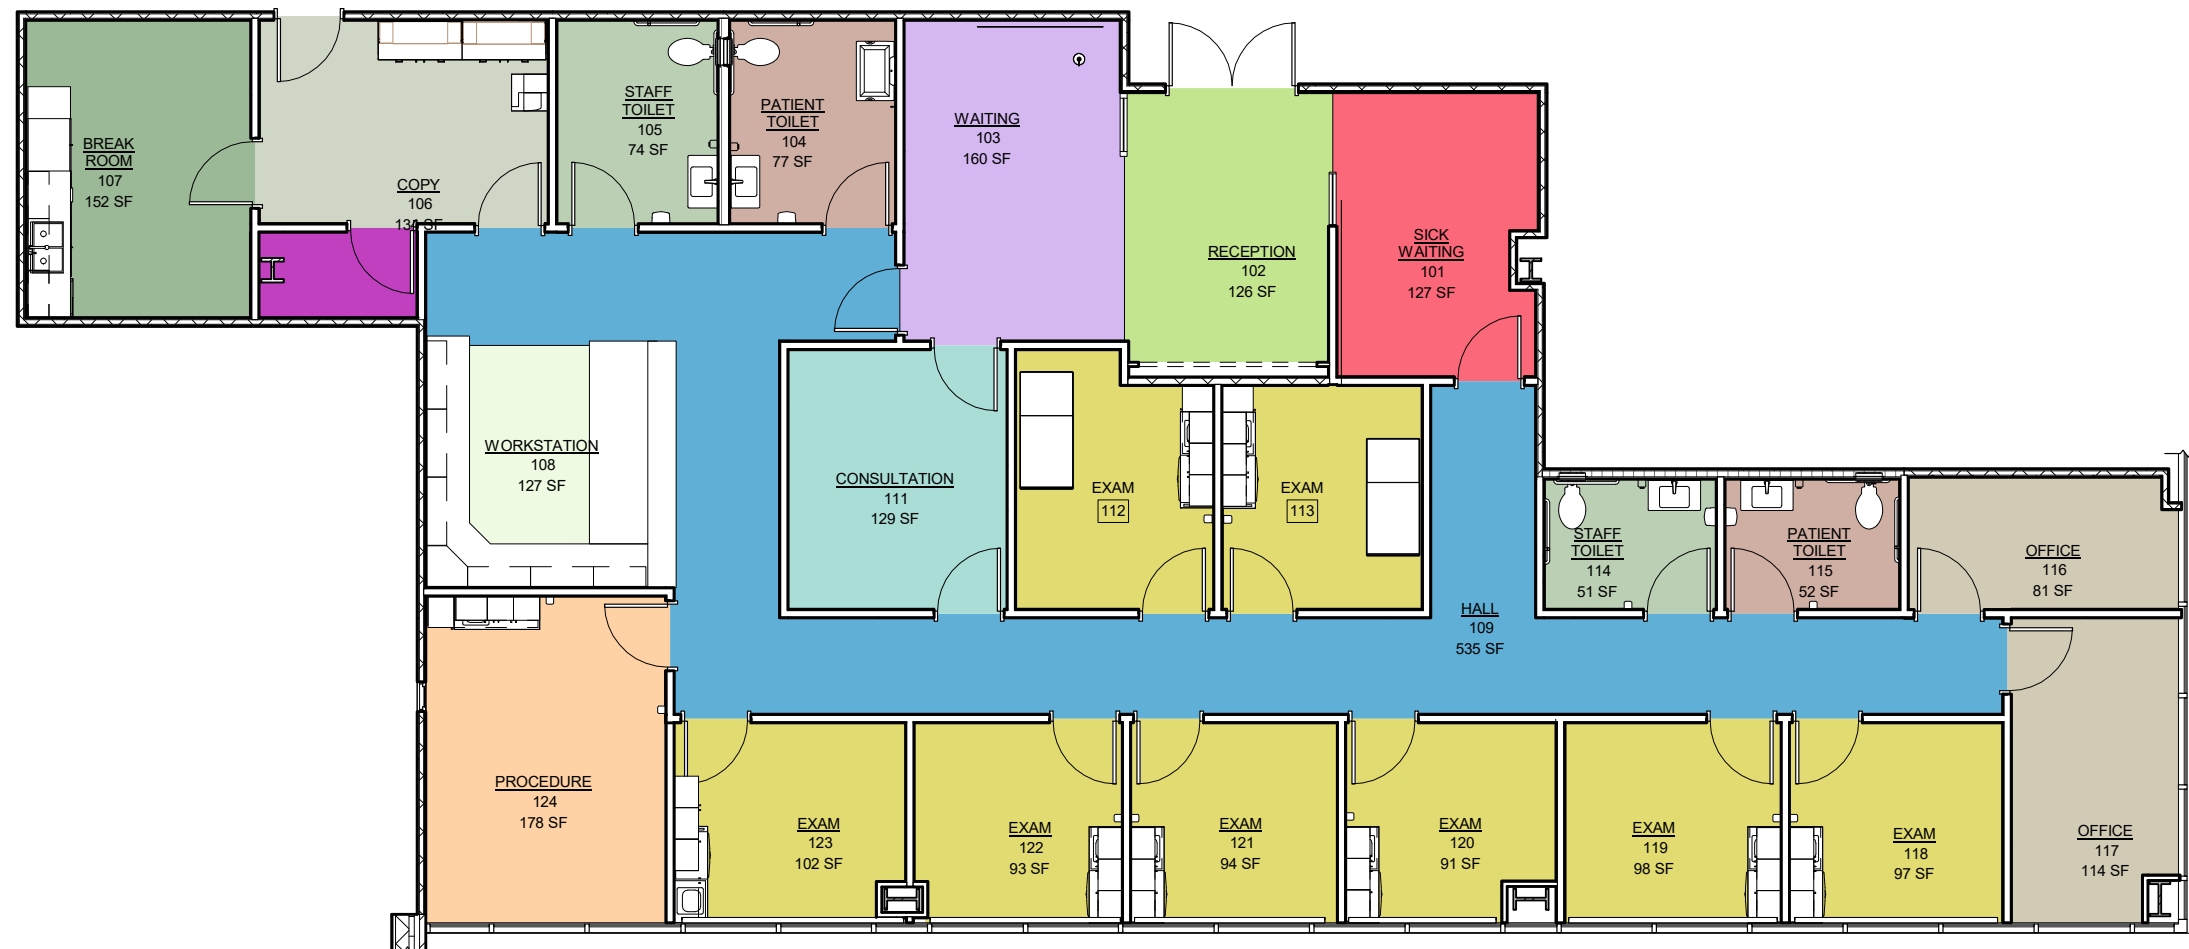 BREAK
ROOM
107
152 SF
COPY
106
134 SF
STAFF
TOILET
105
74 SF
PATIENT
TOILET
104
77 SF
WAITING
103
160 SF
RECEPTION
102
126 SF
SICK
WAITING
101
127 SF
WORKSTATION
108
127 SF
CONSULTATION
111
129 SF
EXAM
112
EXAM
113
HALL
109
535 SF
STAFF
TOILET
114
51 SF
PATIENT
TOILET
115
52 SF
OFFICE
116
81 SF
PROCEDURE
124
178 SF
EXAM
123
102 SF
EXAM
122
93 SF
EXAM
121
94 SF
EXAM
120
91 SF
EXAM
119
98 SF
EXAM
118
97 SF
OFFICE
117
114 SF